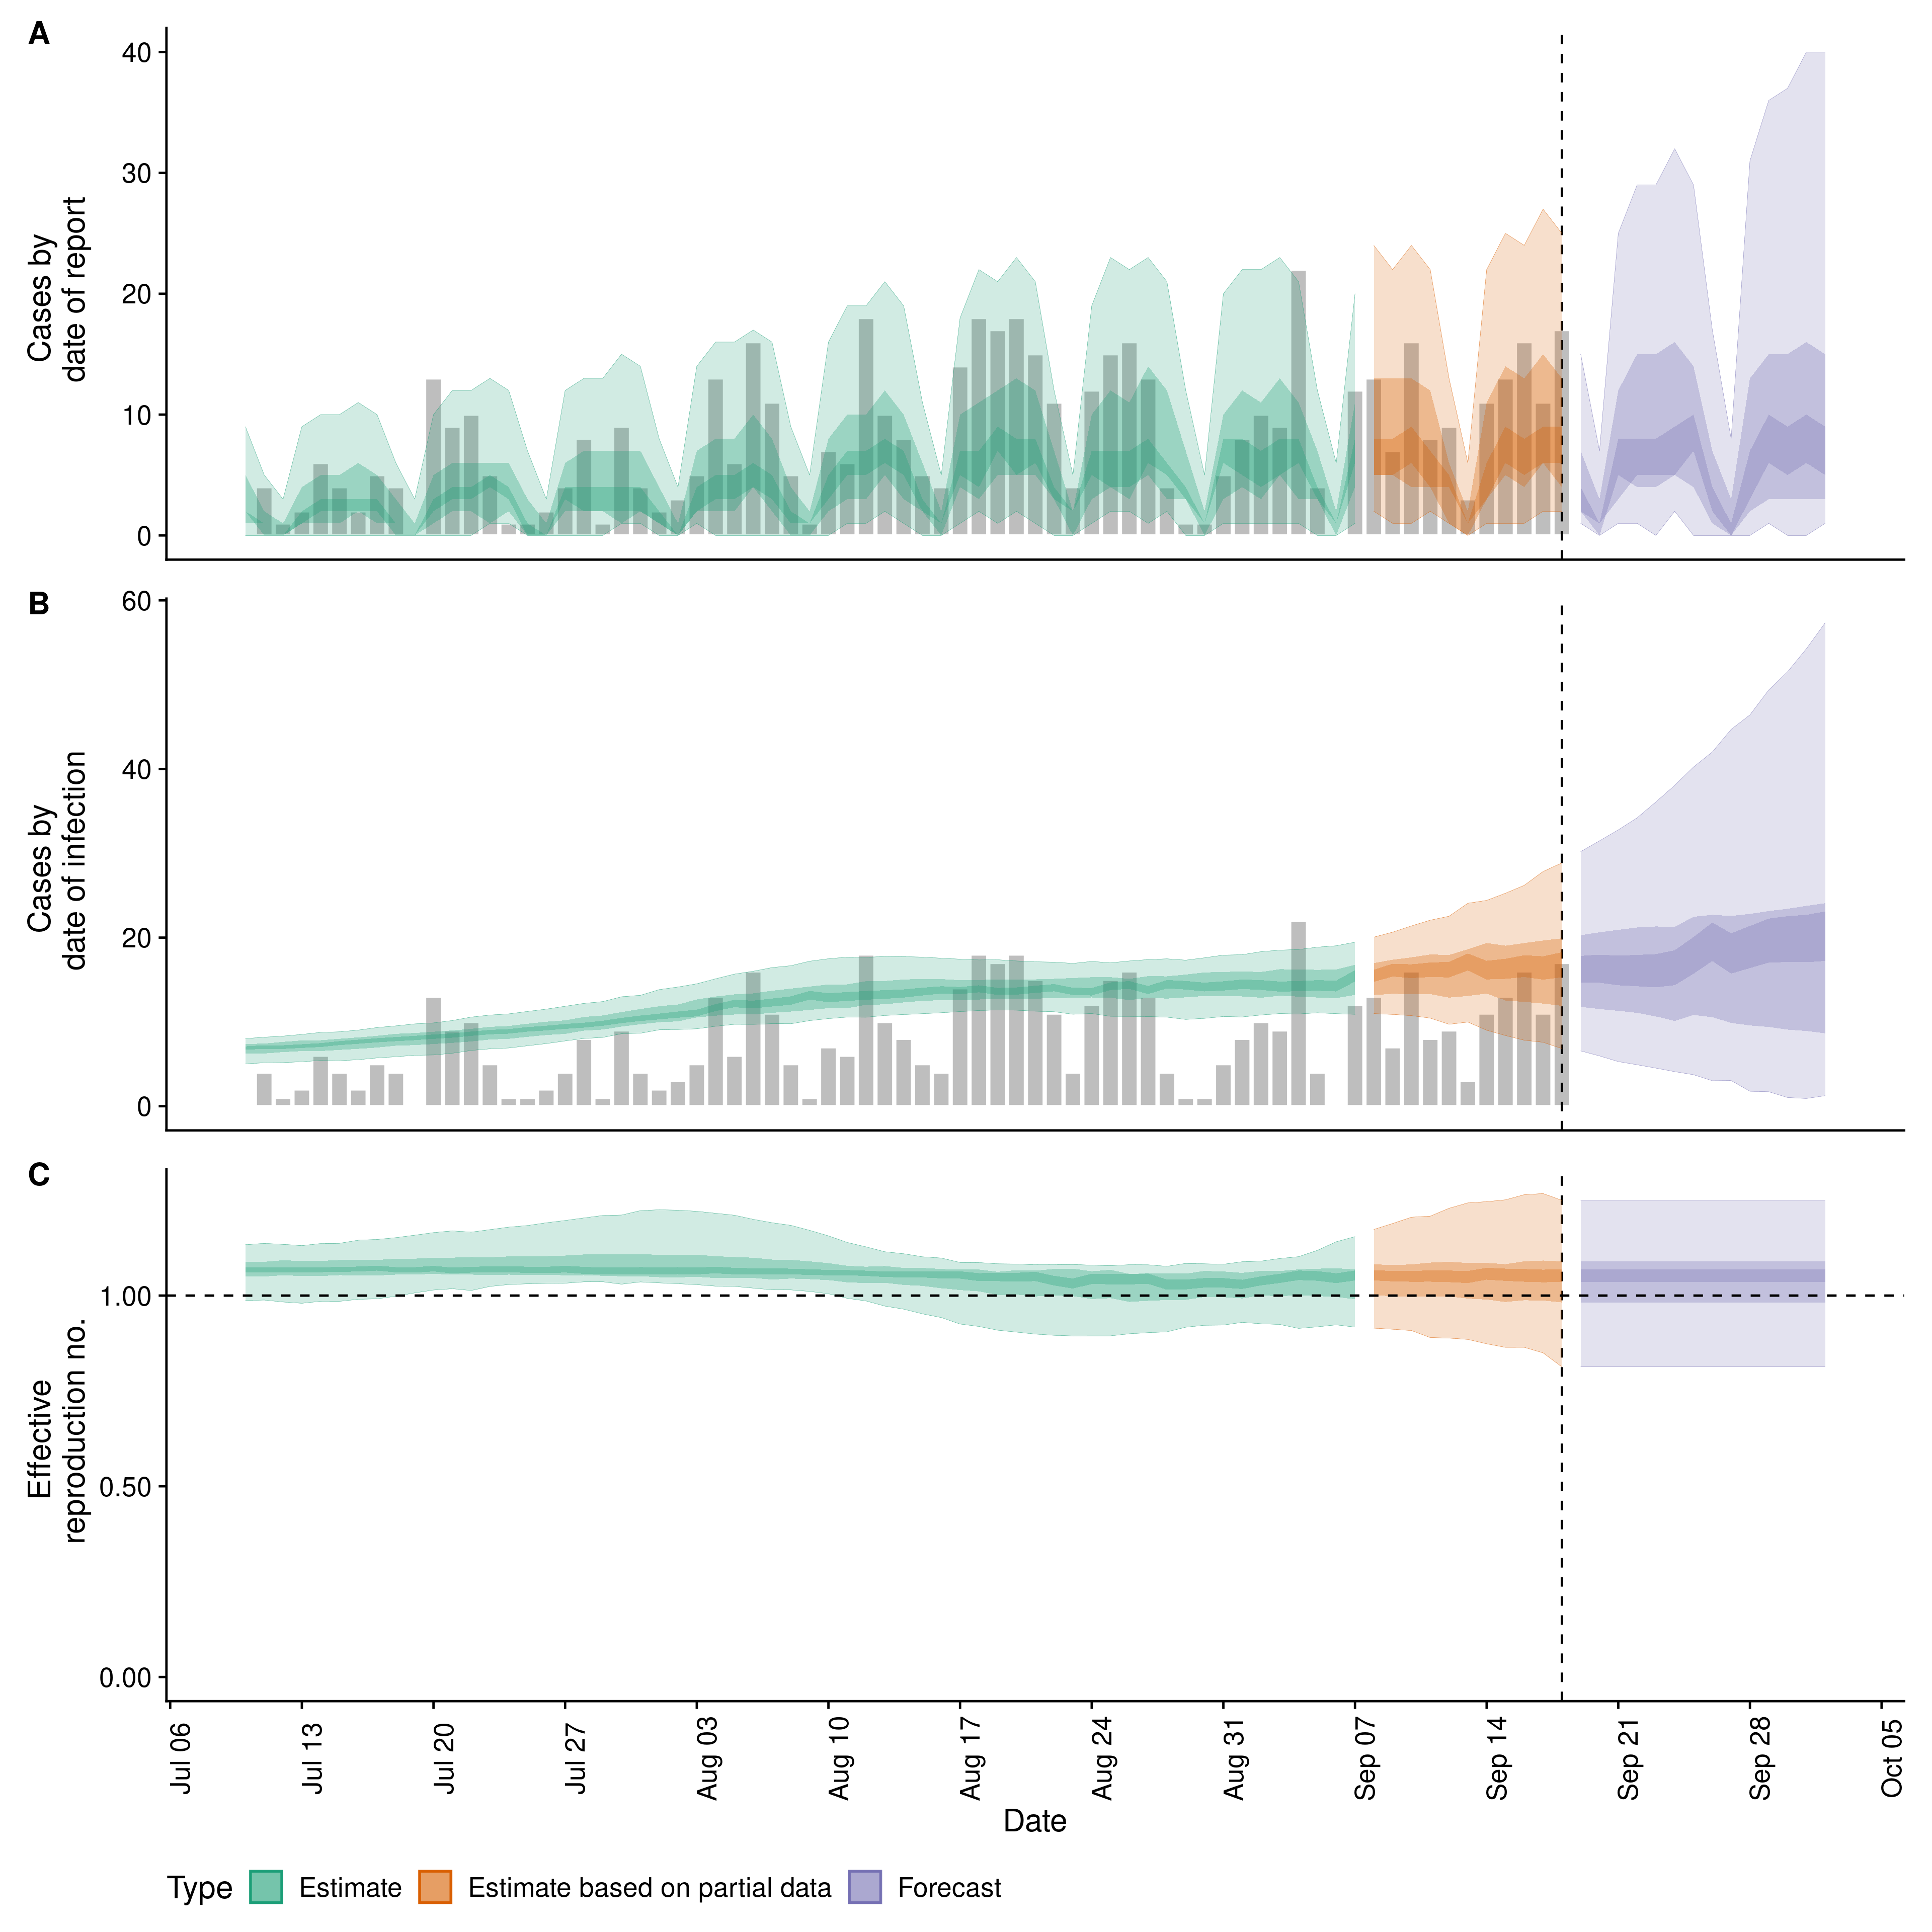 A
40
30
20
10
0
Cases by
date of report
B
60
40
20
0
Cases by
date of infection
C
1.00
0.50
0.00
Effective
reproduction no.
Jul 06
Jul 13
Jul 20
Jul 27
Aug 03
Aug 10
Aug 17
Aug 24
Aug 31
Sep 07
Sep 14
Sep 21
Sep 28
Oct 05
Date
Type Estimate Estimate based on partial data Forecast